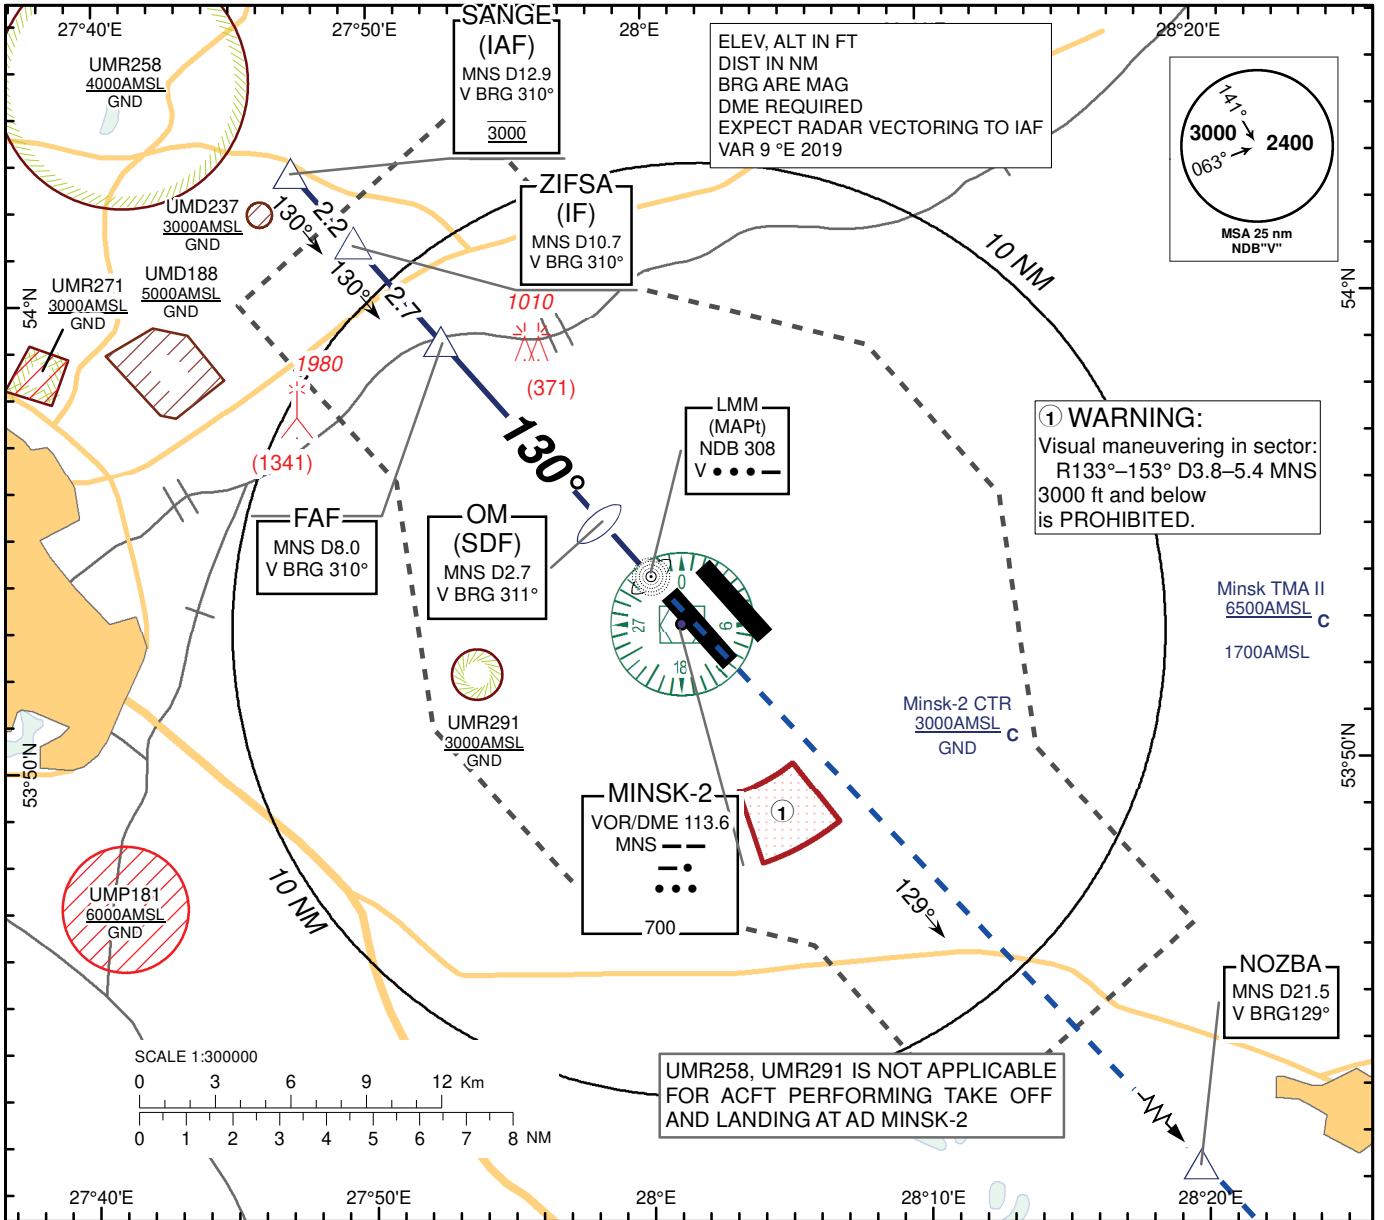 27°40'E
27°50'E
28°E
28°20'E
SANGE
(IAF)
MNS D12.9
V BRG 310°
3000
ELEV, ALT IN FT
DIST IN NM
BRG ARE MAG
DME REQUIRED
EXPECT RADAR VECTORING TO IAF
VAR 9 °E 2019
141°
3000
2400
063°
MSA 25 nm
NDB"V"
UMR258
4000AMSL
GND
UMD237
3000AMSL
GND
UMD188
5000AMSL
GND
UMR271
3000AMSL
GND
54°N
54°N
2.2
130°
2.7
130°
ZIFSA
(IF)
MNS D10.7
V BRG 310°
10 NM
1010
(371)
1980
(1341)
130°
LMM
(MAPt)
NDB 308
V
1 WARNING:
Visual maneuvering in sector:
R133°–153° D3.8–5.4 MNS
3000 ft and below
is PROHIBITED.
FAF
MNS D8.0
V BRG 310°
OM
(SDF)
MNS D2.7
V BRG 311°
0
27
9
18
Minsk TMA II
6500AMSL
C
1700AMSL
UMR291
3000AMSL
GND
Minsk-2 CTR
3000AMSL
C
GND
53°50'N
53°50'N
MINSK-2
VOR/DME 113.6
MNS
700
1
UMP181
6000AMSL
GND
10 NM
129°
NOZBA
MNS D21.5
V BRG129°
SCALE 1:300000
0 3 6 9 12 Km
0 1 2 3 4 5 6 7 8 NM
UMR258, UMR291 IS NOT APPLICABLE
FOR ACFT PERFORMING TAKE OFF
AND LANDING AT AD MINSK-2
27°40'E
27°50'E
28°E
28°10'E
28°20'E